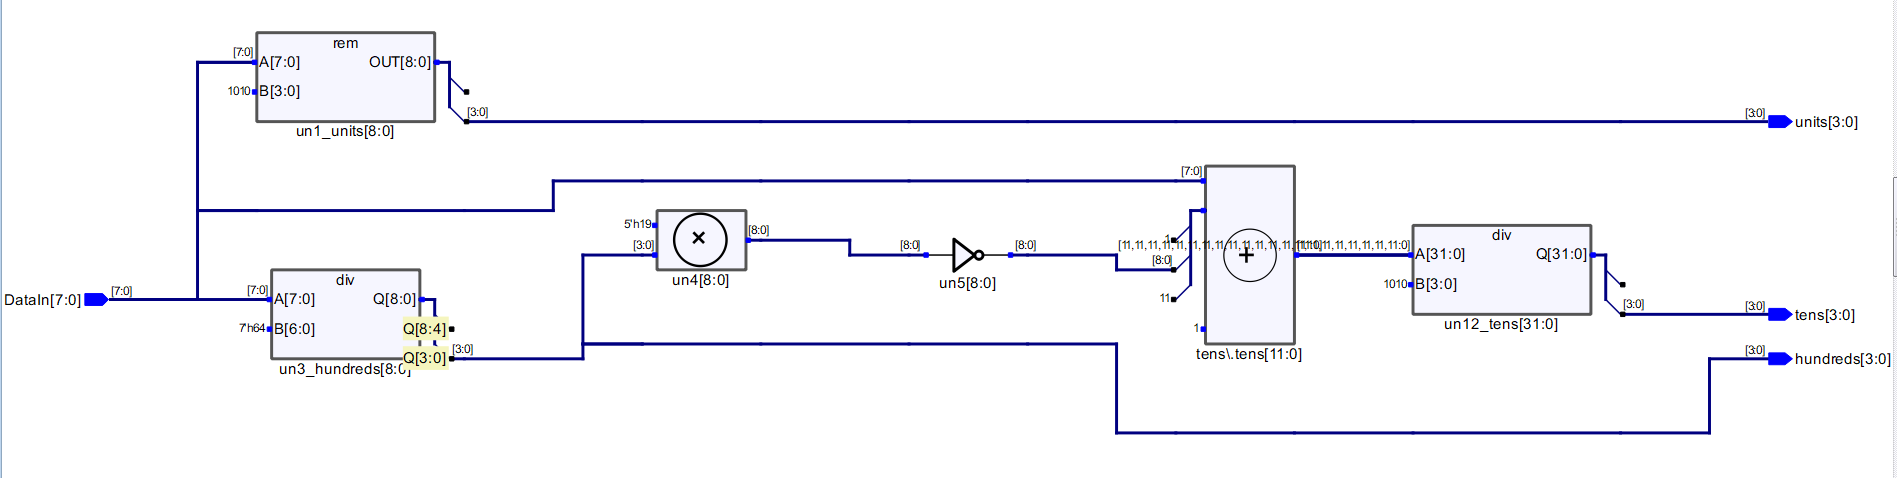 rem
[7:0]
A[7:0]
OUT[8:0]
1010
B[3:0]
[3:0]
un1_units[8:0]
[3:0]
units[3:0]
[7:0]
5'h19
[3:0]
×
[8:0]
un4[8:0]
[8:0]
[8:0]
un5[8:0]
1
[8:0]
11
1
+
tens\.tens[11:0]
div
A[31:0]
Q[31:0]
1010
B[3:0]
[3:0]
un12_tens[31:0]
[3:0]
tens[3:0]
DataIn[7:0]
[7:0]
div
[7:0]
A[7:0]
Q[8:0]
7'h64
B[6:0]
Q[8:4]
Q[3:0]
[3:0]
un3_hundreds[8:0]
[3:0]
hundreds[3:0]